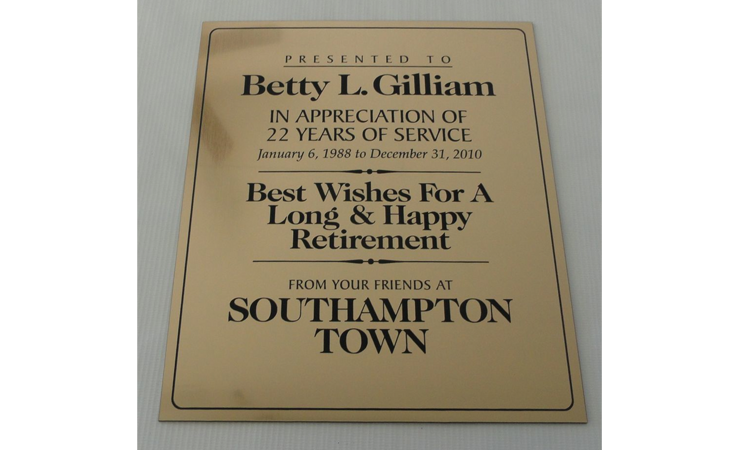 PRESENTED TO
Betty L. Gilliam
IN APPRECIATION OF
22 YEARS OF SERVICE
January 6, 1988 to December 31, 2010
Best Wishes For A
Long & Happy
Retirement
FROM YOUR FRIENDS AT
SOUTHAMPTON
TOWN